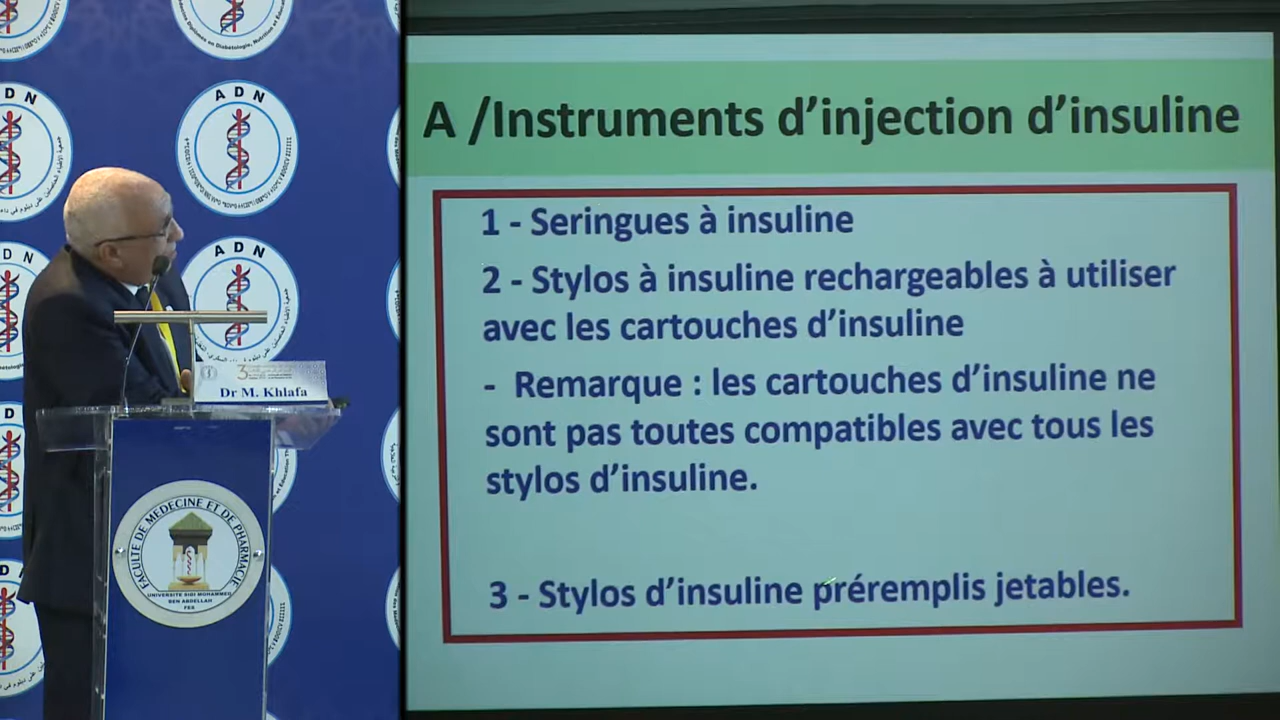 A /Instruments d'injection d'insuline
1 - Seringues à insuline
2 - Stylos à insuline rechargeables à utiliser
avec les cartouches d'insuline
- Remarque : les cartouches d'insuline ne
sont pas toutes compatibles avec tous les
stylos d'insuline.
3 - Stylos d'insuline préremplis jetables.
A D N
A D N
A D N
Dr M. Khlafa
FACULTE DE MEDECINE ET DE PHARMACIE
UNIVERSITE SIDI MOHAMMED
BEN ABDELLAH
FES